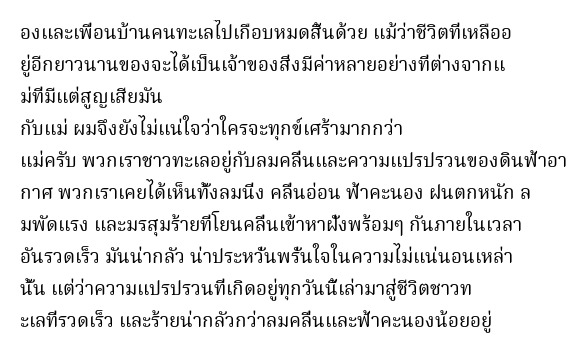 องและเพื่อนบ้านคนทะเลไปเกือบหมดสิ้นด้วย แม้ว่าชีวิตที่เหลืออ
ยู่อีกยาวนานของจะได้เป็นเจ้าของสิ่งมีค่าหลายอย่างที่ต่างจากแ
ม่ที่มีแต่สูญเสียมัน
กับแม่ ผมจึงยังไม่แน่ใจว่าใครจะทุกข์เศร้ามากกว่า
แม่ครับ พวกเราชาวทะเลอยู่กับลมคลื่นและความแปรปรวนของดินฟ้าอา
กาศ พวกเราเคยได้เห็นทั้งลมนิ่ง คลื่นอ่อน ฟ้าคะนอง ฝนตกหนัก ล
มพัดแรง และมรสุมร้ายที่โยนคลื่นเข้าหาฝั่งพร้อมๆ กันภายในเวลา
อันรวดเร็ว มันน่ากลัว น่าประหวั่นพรั่นใจในความไม่แน่นอนเหล่า
นั้น แต่ว่าความแปรปรวนที่เกิดอยู่ทุกวันนี้เล่ามาสู่ชีวิตชาวท
ะเลที่รวดเร็ว และร้ายน่ากลัวกว่าลมคลื่นและฟ้าคะนองน้อยอยู่